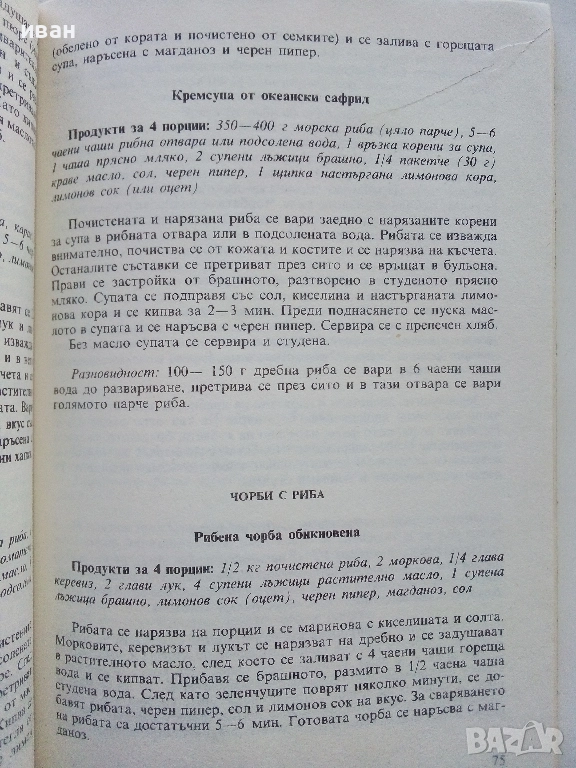 иван
(обелено от кората и почистено от семките) и се залива с горещата
супа, наръсена с магданоз и черен пипер.
Кремсупа от океански сафрид
Продукти за 4 порции: 350—400 г морска риба (цяло парче), 5—6
чаени чаши рибна отвара или подсолена вода, 1 връзка корени за супа,
1 чаша прясно мляко, 2 супени лъжици брашно, 1/4 пакетче (30 г)
краве масло, сол, черен пипер, 1 щипка настъргана лимонова кора,
лимонов сок (или оцет)
Почистената и нарязана риба се вари заедно с нарязаните корени
за супа в рибната отвара или в подсолената вода. Рибата се изважда
внимателно, почиства се от кожата и костите и се нарязва на късчета.
Останалите съставки се претриват през сито и се връщат в бульона.
Прави се застройка от брашното, разтворено в студеното прясно
мляко. Супата се подправя със сол, киселина и настърганата лимо-
нова кора и се кипва за 2—3 мин. Преди поднасянето се пуска мас-
лото в супата и се наръсва с черен пипер. Сервира се с препечен хляб.
Без масло супата се сервира и студена.
Разновидност: 100— 150 г дребна риба се вари в 6 чаени чаши
вода до разваряване, претрива се през сито и в тази отвара се вари
голямото парче риба.
ЧОРБИ С РИБА
Рибена чорба обикновена
Продукти за 4 порции: 1/2 кг почистена риба, 2 моркова, 1/4 глава
керевиз, 2 глави лук, 4 супени лъжици растително масло, 1 супена
лъжица брашно, лимонов сок (оцет), черен пипер, магданоз, сол
Рибата се нарязва на порции и се маринова с киселината и солта.
Морковите, керевизът и лукът се нарязват на дребно и се задушават
в растителното масло, след което се заливат с 4 чаени чаши гореща
вода и се кипват. Прибавя се брашното, размито в 1/2 чаена чаша
студена вода. След като зеленчуците поврят няколко минути, се до-
бавят рибата, черен пипер, сол и лимонов сок на вкус. За сваряването
на рибата са достатъчни 5—6 мин. Готовата чорба се наръсва с маг-
даноз.
75
BAZAR.BG